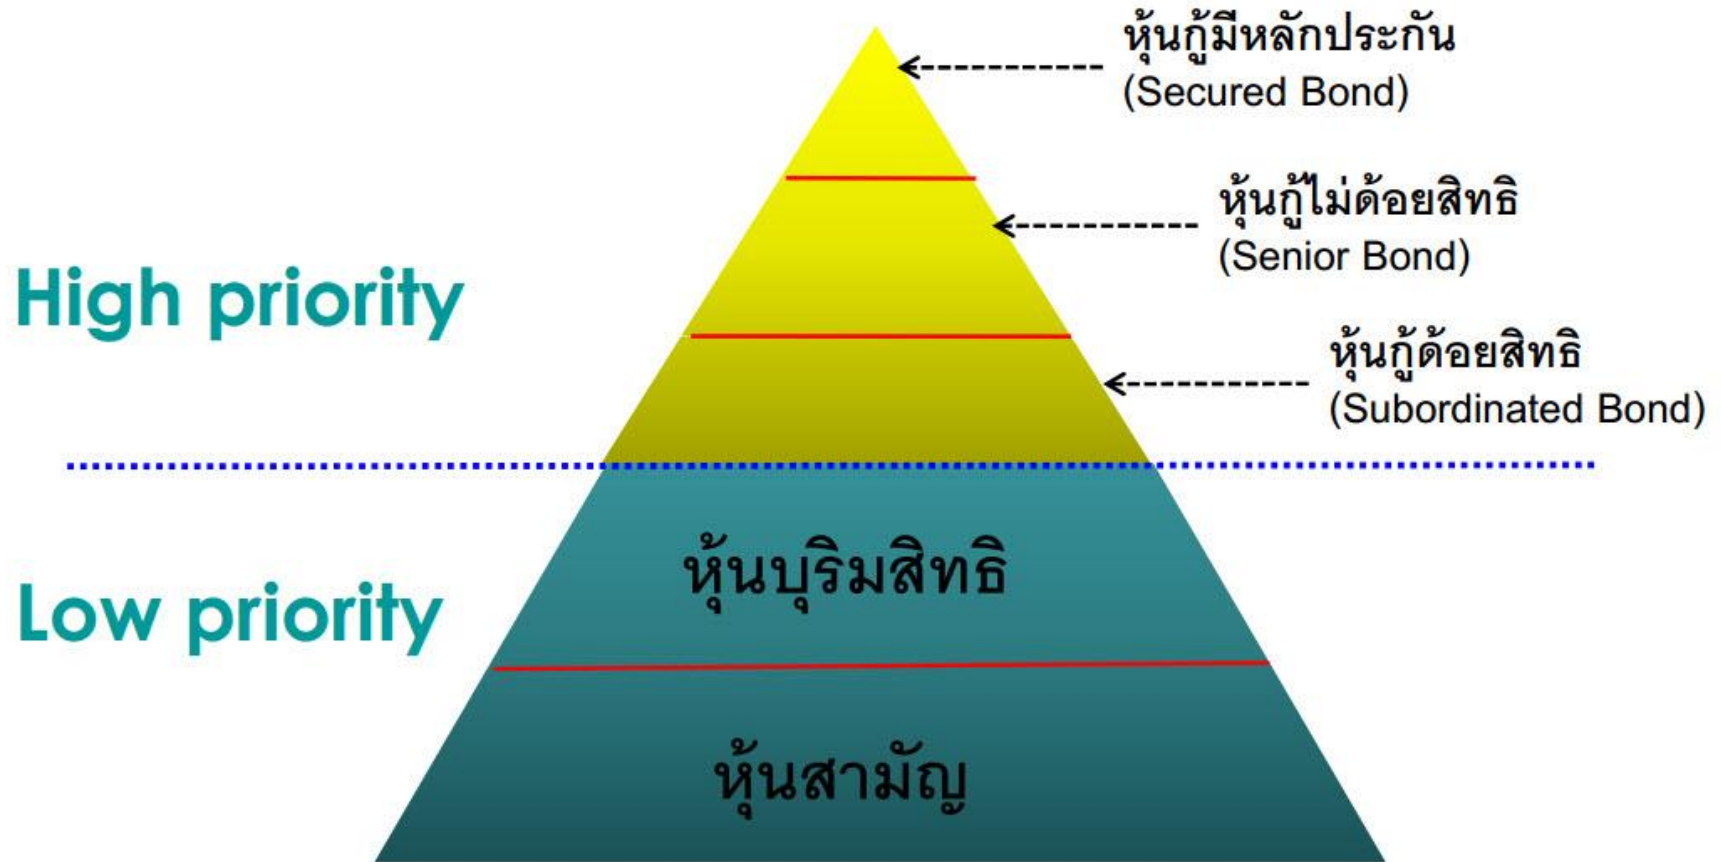 หุ้นกู้มีหลักประกัน
(Secured Bond)
หุ้นกู้ไม่ด้อยสิทธิ
(Senior Bond)
High priority
หุ้นกู้ด้อยสิทธิ
(Subordinated Bond)
หุ้นบุริมสิทธิ
Low priority
หุ้นสามัญ